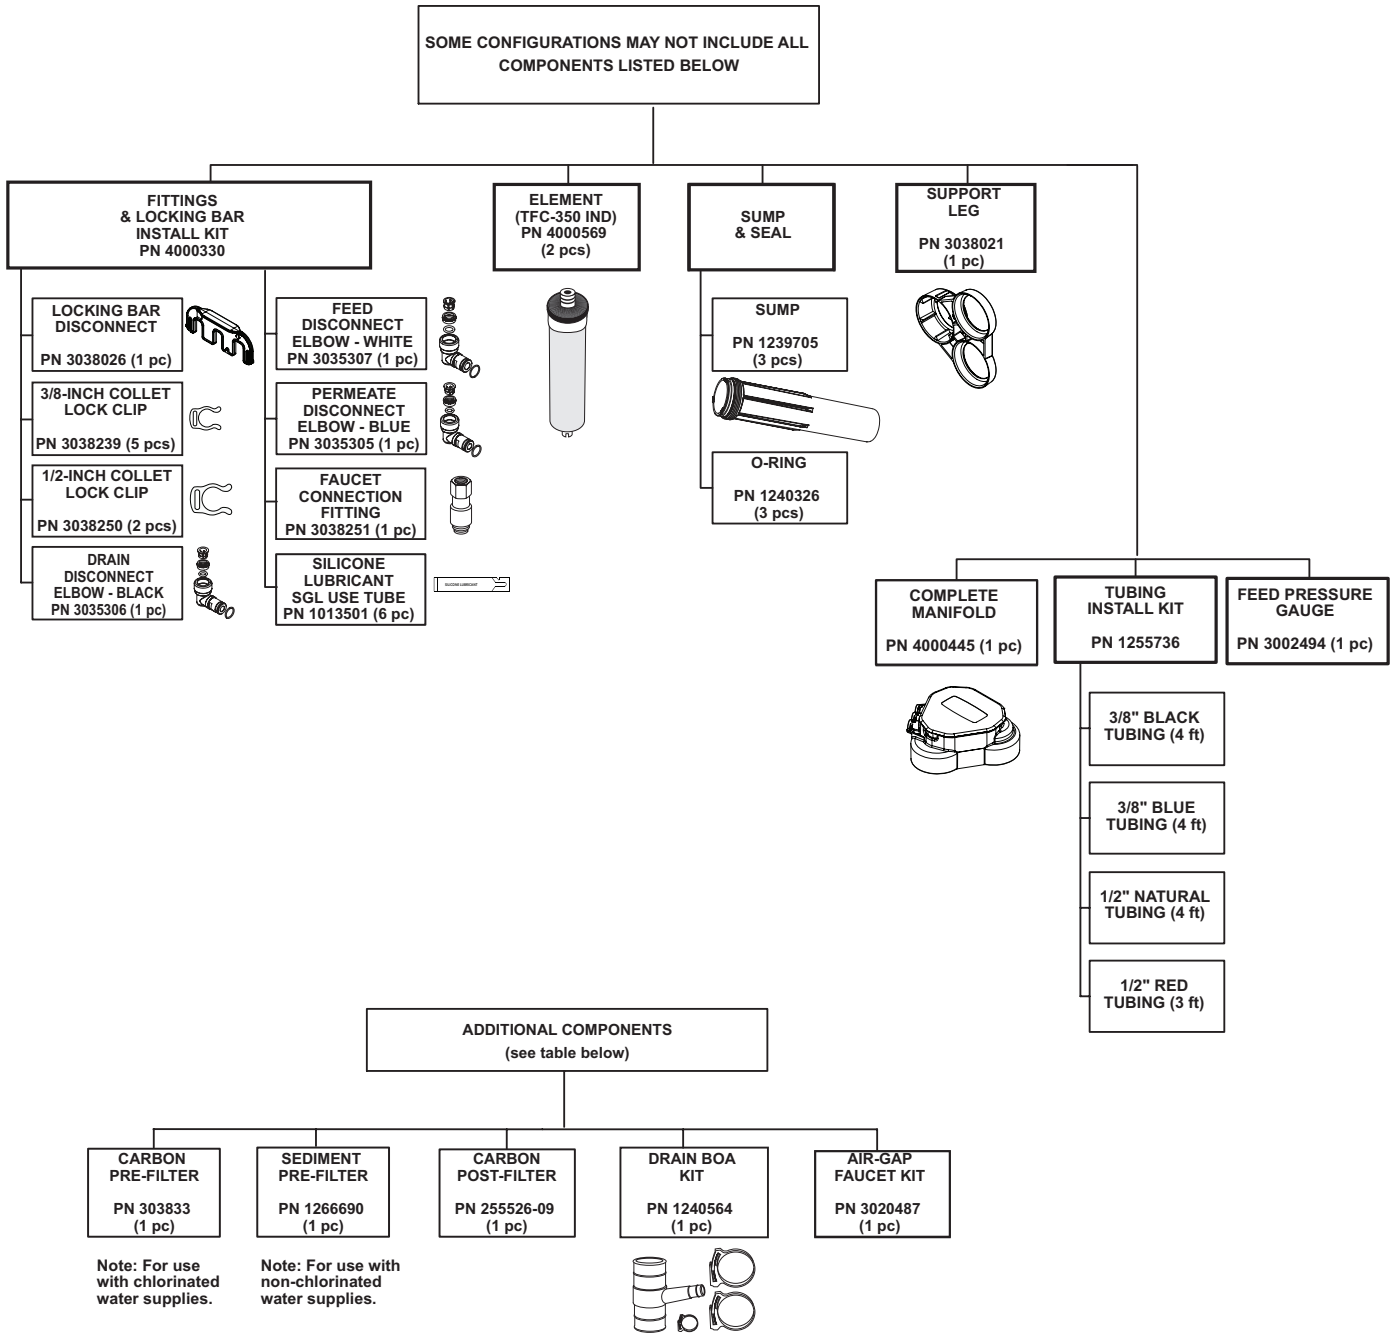 SOME CONFIGURATIONS MAY NOT INCLUDE ALL
COMPONENTS LISTED BELOW
FITTINGS
& LOCKING BAR
INSTALL KIT
PN 4000330
LOCKING BAR
DISCONNECT
PN 3038026 (1 pc)
3/8-INCH COLLET
LOCK CLIP
PN 3038239 (5 pcs)
1/2-INCH COLLET
LOCK CLIP
PN 3038250 (2 pcs)
DRAIN
DISCONNECT
ELBOW - BLACK
PN 3035306 (1 pc)
FEED
DISCONNECT
ELBOW - WHITE
PN 3035307 (1 pc)
PERMEATE
DISCONNECT
ELBOW - BLUE
PN 3035305 (1 pc)
FAUCET
CONNECTION
FITTING
PN 3038251 (1 pc)
SILICONE
LUBRICANT
SGL USE TUBE
PN 1013501 (6 pc)
SILICONE LUBRICANT
ELEMENT
(TFC-350 IND)
PN 4000569
(2 pcs)
SUMP
& SEAL
SUMP
PN 1239705
(3 pcs)
O-RING
PN 1240326
(3 pcs)
SUPPORT
LEG
PN 3038021
(1 pc)
COMPLETE
MANIFOLD
PN 4000445 (1 pc)
TUBING
INSTALL KIT
PN 1255736
3/8" BLACK
TUBING (4 ft)
3/8" BLUE
TUBING (4 ft)
1/2" NATURAL
TUBING (4 ft)
1/2" RED
TUBING (3 ft)
FEED PRESSURE
GAUGE
PN 3002494 (1 pc)
ADDITIONAL COMPONENTS
(see table below)
CARBON
PRE-FILTER
PN 303833
(1 pc)
Note: For use
with chlorinated
water supplies.
SEDIMENT
PRE-FILTER
PN 1266690
(1 pc)
Note: For use with
non-chlorinated
water supplies.
CARBON
POST-FILTER
PN 255526-09
(1 pc)
DRAIN BOA
KIT
PN 1240564
(1 pc)
AIR-GAP
FAUCET KIT
PN 3020487
(1 pc)